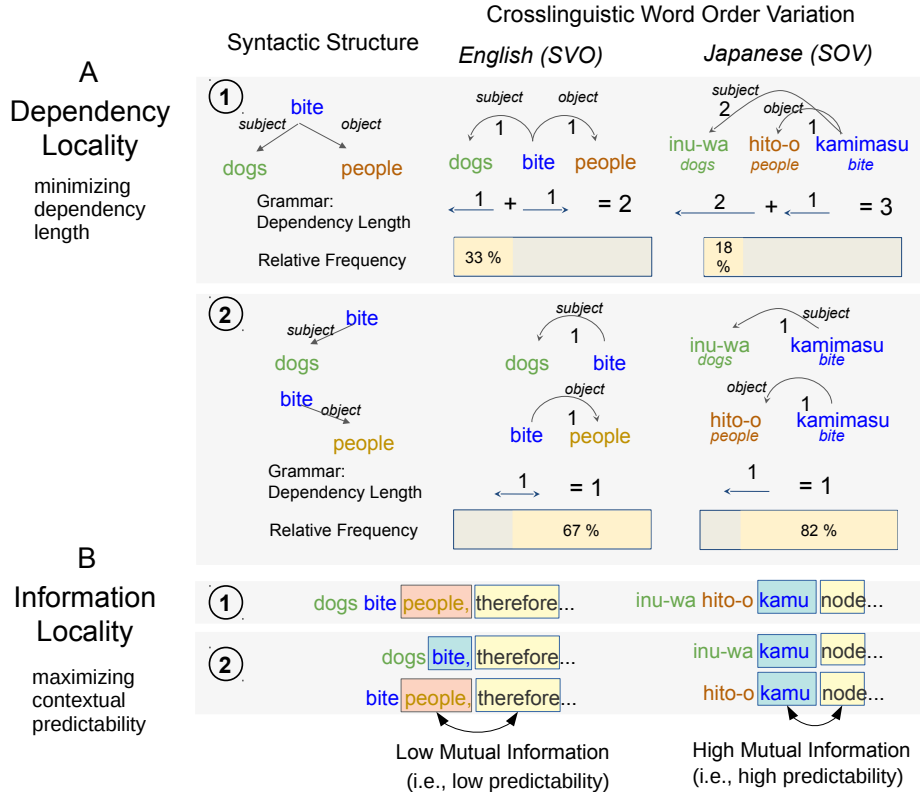 Crosslinguistic Word Order Variation
Syntactic Structure
English (SVO)
Japanese (SOV)
A
Dependency
Locality
minimizing
dependency
length
1
bite
subject
object
dogs
people
subject
object
1
1
dogs
bite
people
subject
2
object
1
inu-wa
hito-o
kamimasu
dogs
people
bite
Grammar:
Dependency Length
1 + 1 = 2
2 + 1 = 3
Relative Frequency
33 %
18
%
2
bite
subject
dogs
bite
object
people
subject
1
dogs
bite
object
1
bite
people
subject
1
inu-wa
kamimasu
dogs
bite
object
1
hito-o
kamimasu
people
bite
Grammar:
Dependency Length
1 = 1
1 = 1
Relative Frequency
67 %
82 %
B
Information
Locality
maximizing
contextual
predictability
1
dogs bite people, therefore...
inu-wa hito-o kamu node...
2
dogs bite, therefore...
bite people, therefore...
inu-wa kamu node...
hito-o kamu node...
Low Mutual Information
(i.e., low predictability)
High Mutual Information
(i.e., high predictability)